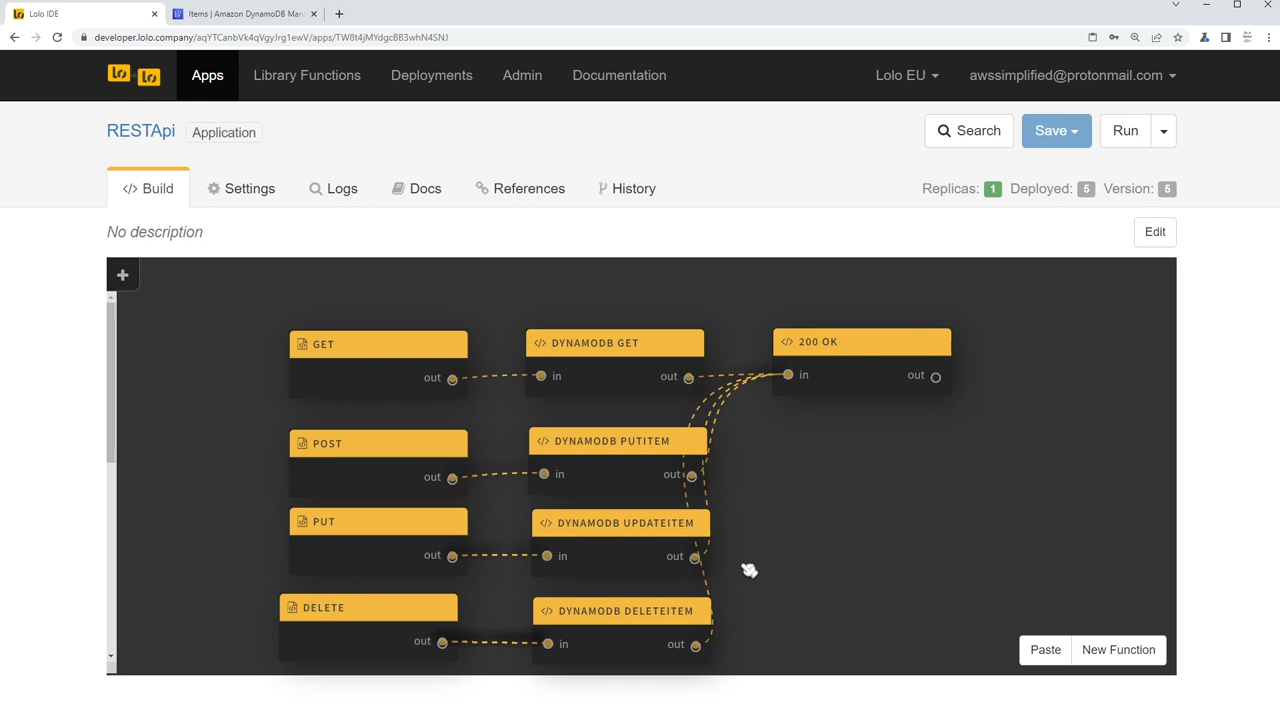 Lolo IDE
Items | Amazon DynamoDB Man
developer.lolo.company/aqYTCanbVk4qVgyJrg1ewV/apps/TW8t4jMYdgcBB3whN4SNJ
Lo Lo
Apps
Library Functions
Deployments
Admin
Documentation
Lolo EU
awssimplified@protonmail.com
RESTApi
Application
Search
Save
Run
</> Build
Settings
Logs
Docs
References
History
Replicas: 1
Deployed: 5
Version: 5
No description
Edit
+
GET
out
</> DYNAMODB GET
in
out
</> 200 OK
in
out
POST
out
</> DYNAMODB PUTITEM
in
out
PUT
out
</> DYNAMODB UPDATEITEM
in
out
DELETE
out
</> DYNAMODB DELETEITEM
in
out
Paste
New Function